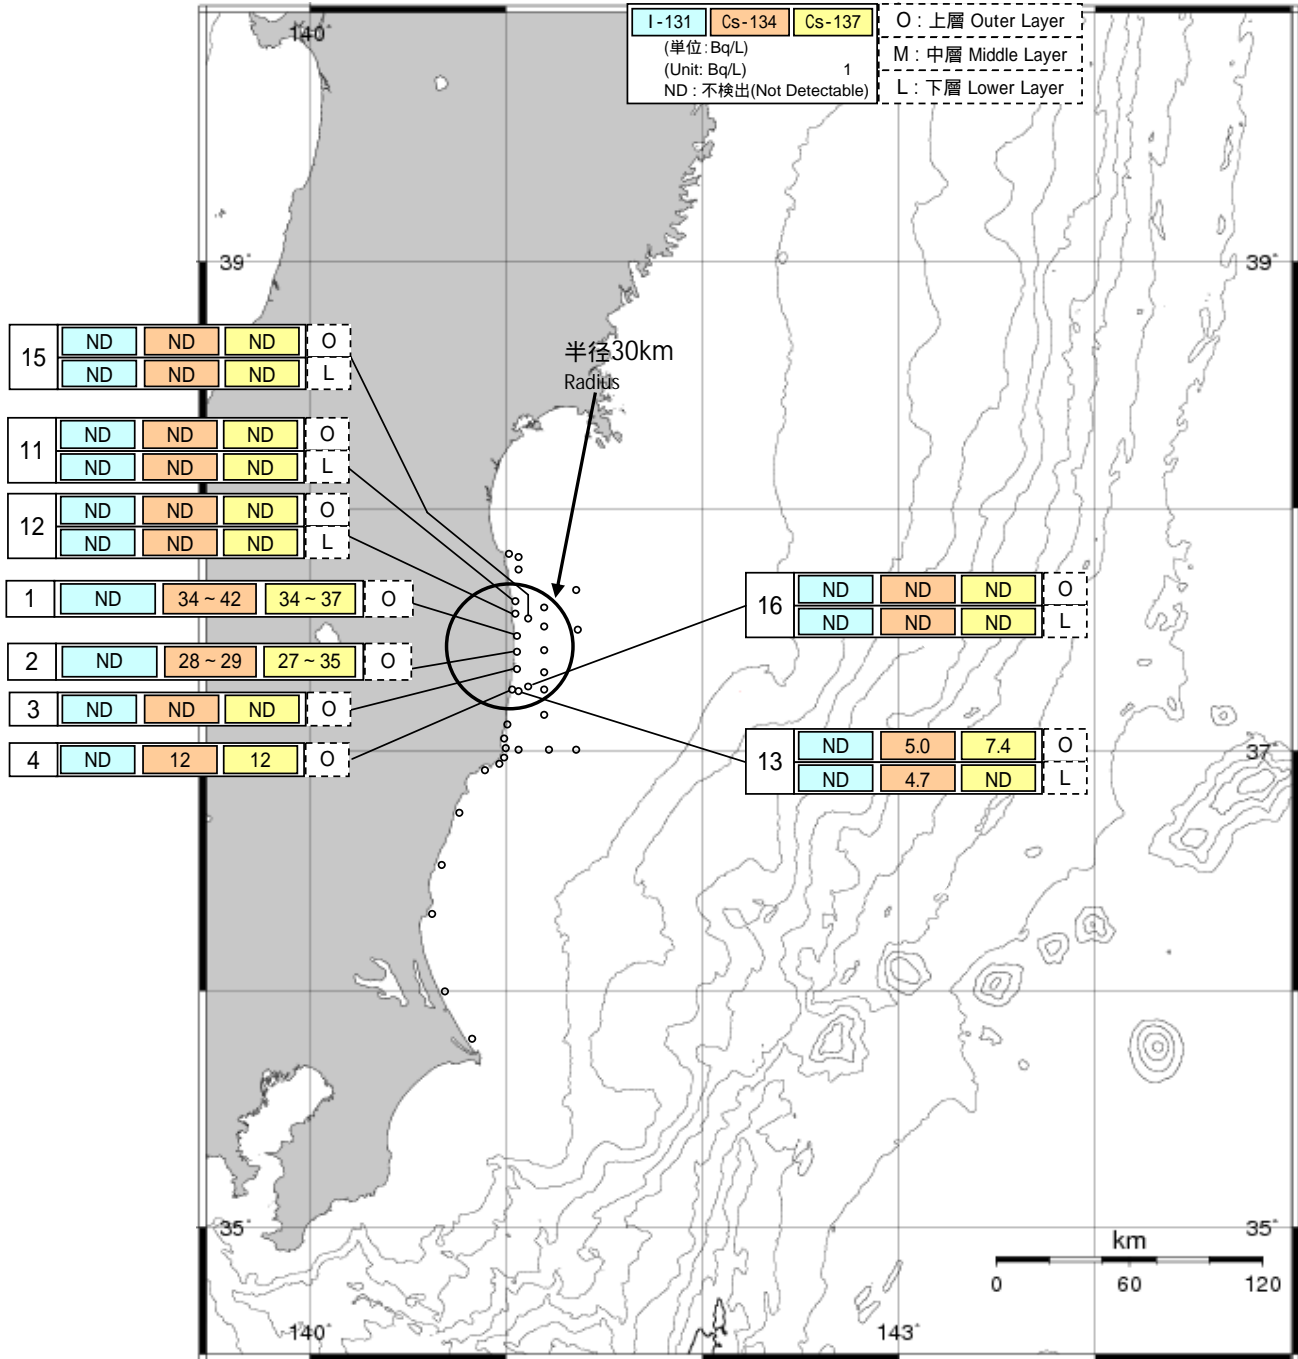 I-131 Cs-134 Cs-137
(単位:Bq/L)
(Unit: Bq/L) 1
ND : 不検出(Not Detectable)
O : 上層 Outer Layer
M : 中層 Middle Layer
L : 下層 Lower Layer
140°
39° 39°
半径30km
Radius
15 ND ND ND O
ND ND ND L
11 ND ND ND O
ND ND ND L
12 ND ND ND O
ND ND ND L
1 ND 34~42 34~37 O
2 ND 28~29 27~35 O
3 ND ND ND O
4 ND 12 12 O
16 ND ND ND O
ND ND ND L
13 ND 5.0 7.4 O
ND 4.7 ND L
37°
35° 35°
km
0 60 120
140° 143°